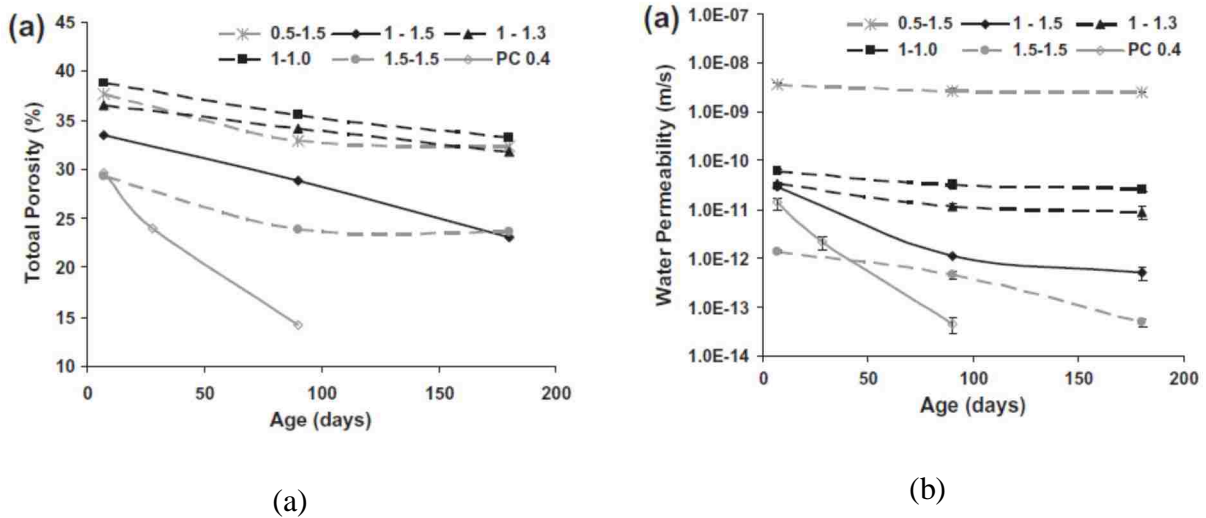 (a)
0.5-1.5 1 - 1.5 1 - 1.3
1-1.0 1.5-1.5 PC 0.4
Totoal Porosity (%)
45
40
35
30
25
20
15
10
0 50 100 150 200
Age (days)
(a)
(a)
0.5-1.5 1 - 1.5 1 - 1.3
1-1.0 1.5-1.5 PC 0.4
Water Permeability (m/s)
1.0E-07
1.0E-08
1.0E-09
1.0E-10
1.0E-11
1.0E-12
1.0E-13
1.0E-14
0 50 100 150 200
Age (days)
(b)